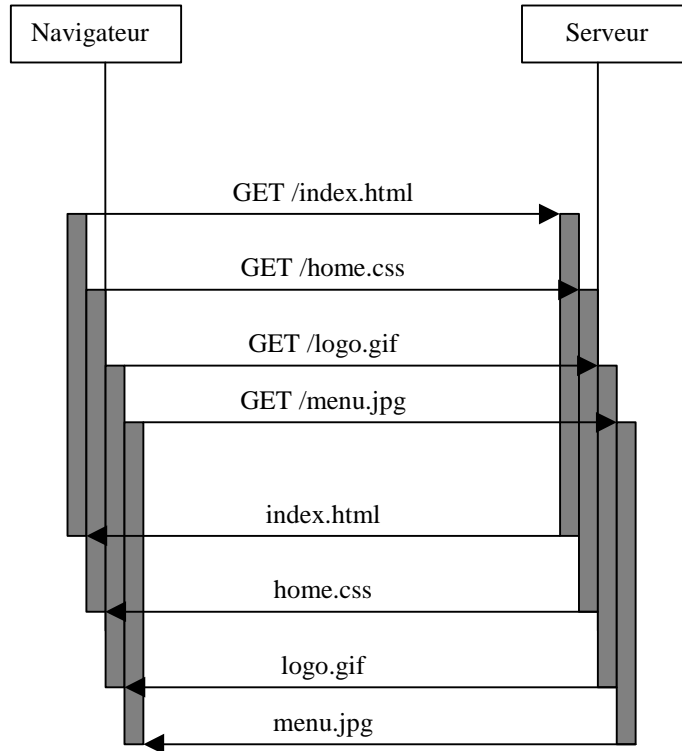 Navigateur
Serveur
GET /index.html
GET /home.css
GET /logo.gif
GET /menu.jpg
index.html
home.css
logo.gif
menu.jpg